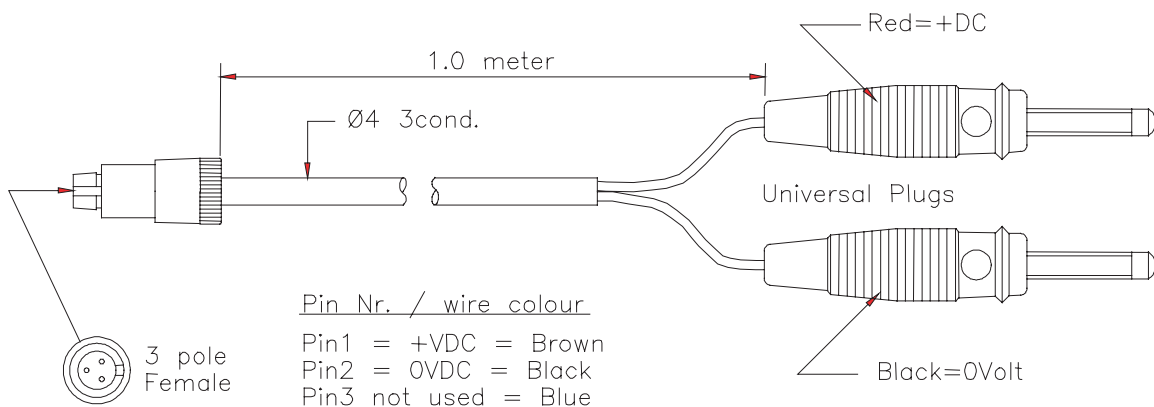 Red=+DC
1.0 meter
Ø4 3cond.
Universal Plugs
Pin Nr. / wire colour
Pin1 = +VDC = Brown
Pin2 = 0VDC = Black
Pin3 not used = Blue
3 pole
Female
Black=0Volt